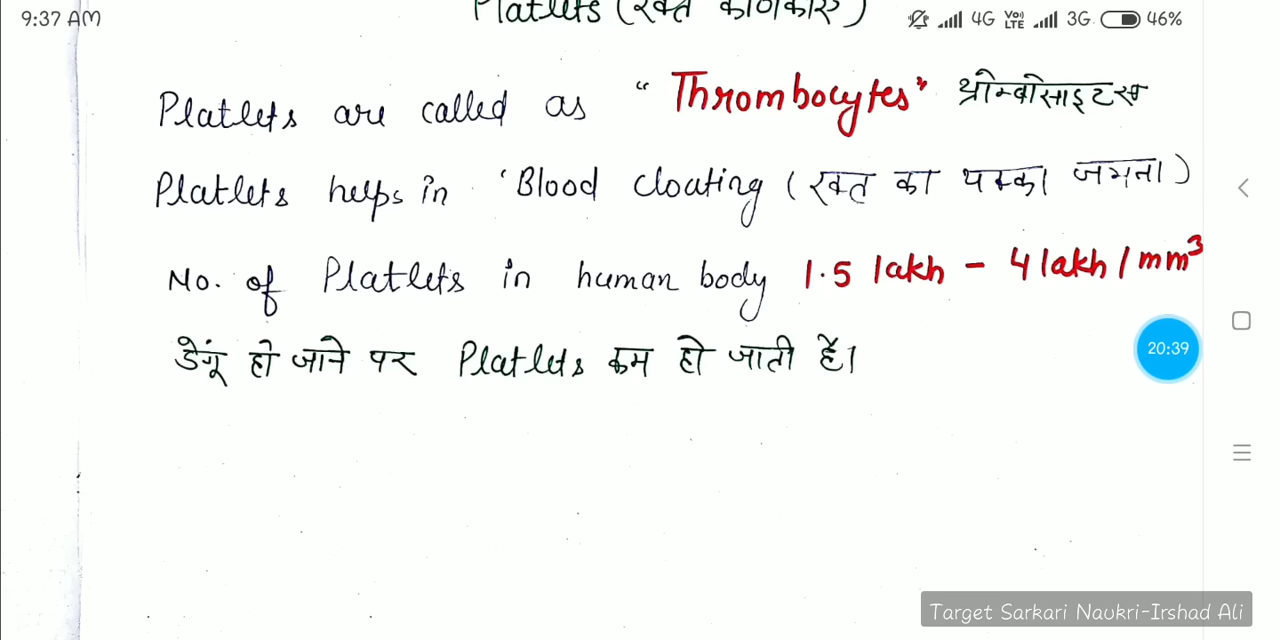 9:37 AM 4G VoLTE 3G 46%
Platlets (रक्त कणिकाएं)
Platlets are called as "Thrombocytes" थ्रोम्बोसाइटस
Platlets helps in 'Blood cloating (रक्त का थक्का जमना)
No. of Platlets in human body 1.5 lakh - 4 lakh / mm³
डेंगू हो जाने पर Platlets कम हो जाती हैं।
20:39
Target Sarkari Naukri-Irshad Ali